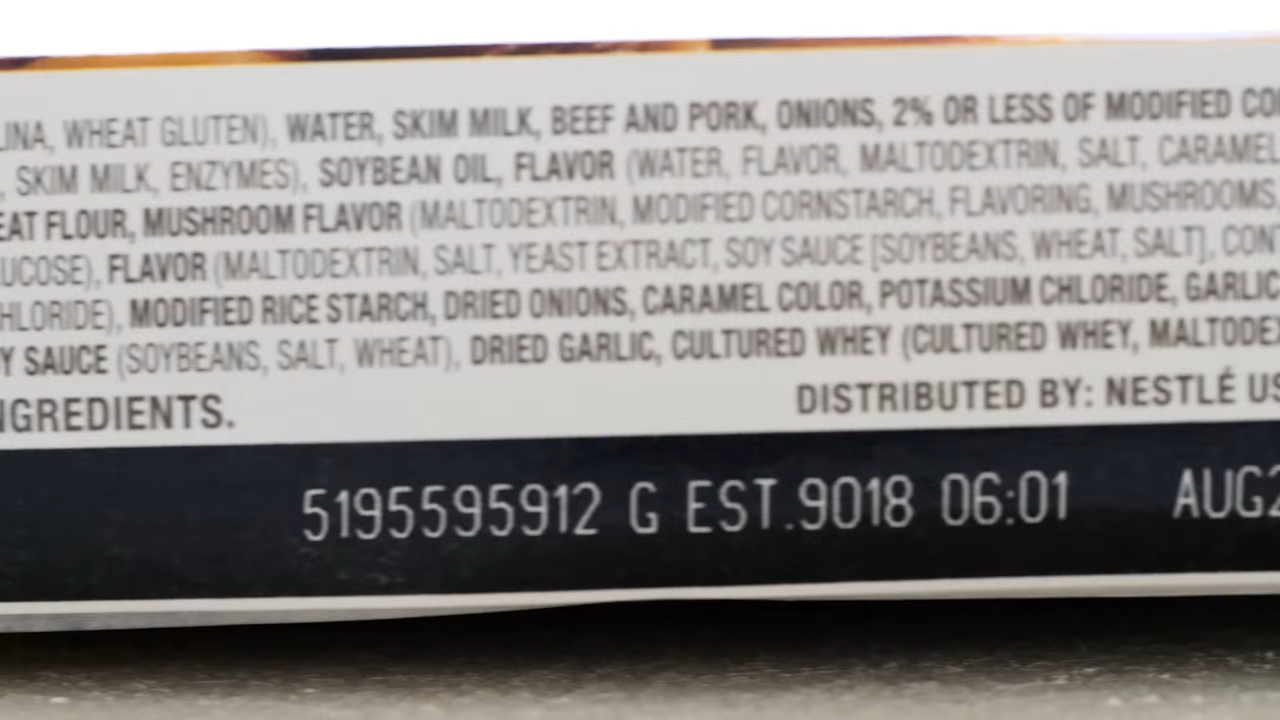 LINA, WHEAT GLUTEN), WATER, SKIM MILK, BEEF AND PORK, ONIONS, 2% OR LESS OF MODIFIED CO
, SKIM MILK, ENZYMES), SOYBEAN OIL, FLAVOR (WATER, FLAVOR, MALTODEXTRIN, SALT, CARAMEL
EAT FLOUR, MUSHROOM FLAVOR (MALTODEXTRIN, MODIFIED CORNSTARCH, FLAVORING, MUSHROOMS,
UCOSE), FLAVOR (MALTODEXTRIN, SALT, YEAST EXTRACT, SOY SAUCE [SOYBEANS, WHEAT, SALT], CONT
HLORIDE), MODIFIED RICE STARCH, DRIED ONIONS, CARAMEL COLOR, POTASSIUM CHLORIDE, GARLIC
Y SAUCE (SOYBEANS, SALT, WHEAT), DRIED GARLIC, CULTURED WHEY (CULTURED WHEY, MALTODEX
NGREDIENTS. DISTRIBUTED BY: NESTLÉ US
5195595912 G EST.9018 06:01 AUG2